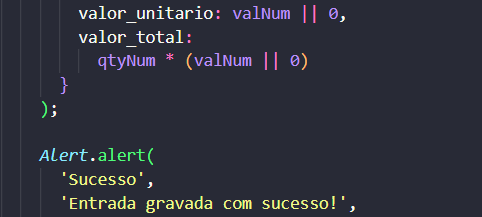 valor_unitario: valNum || 0,
valor_total:
qtyNum * (valNum || 0)
}
);
Alert.alert(
'Sucesso',
'Entrada gravada com sucesso!',